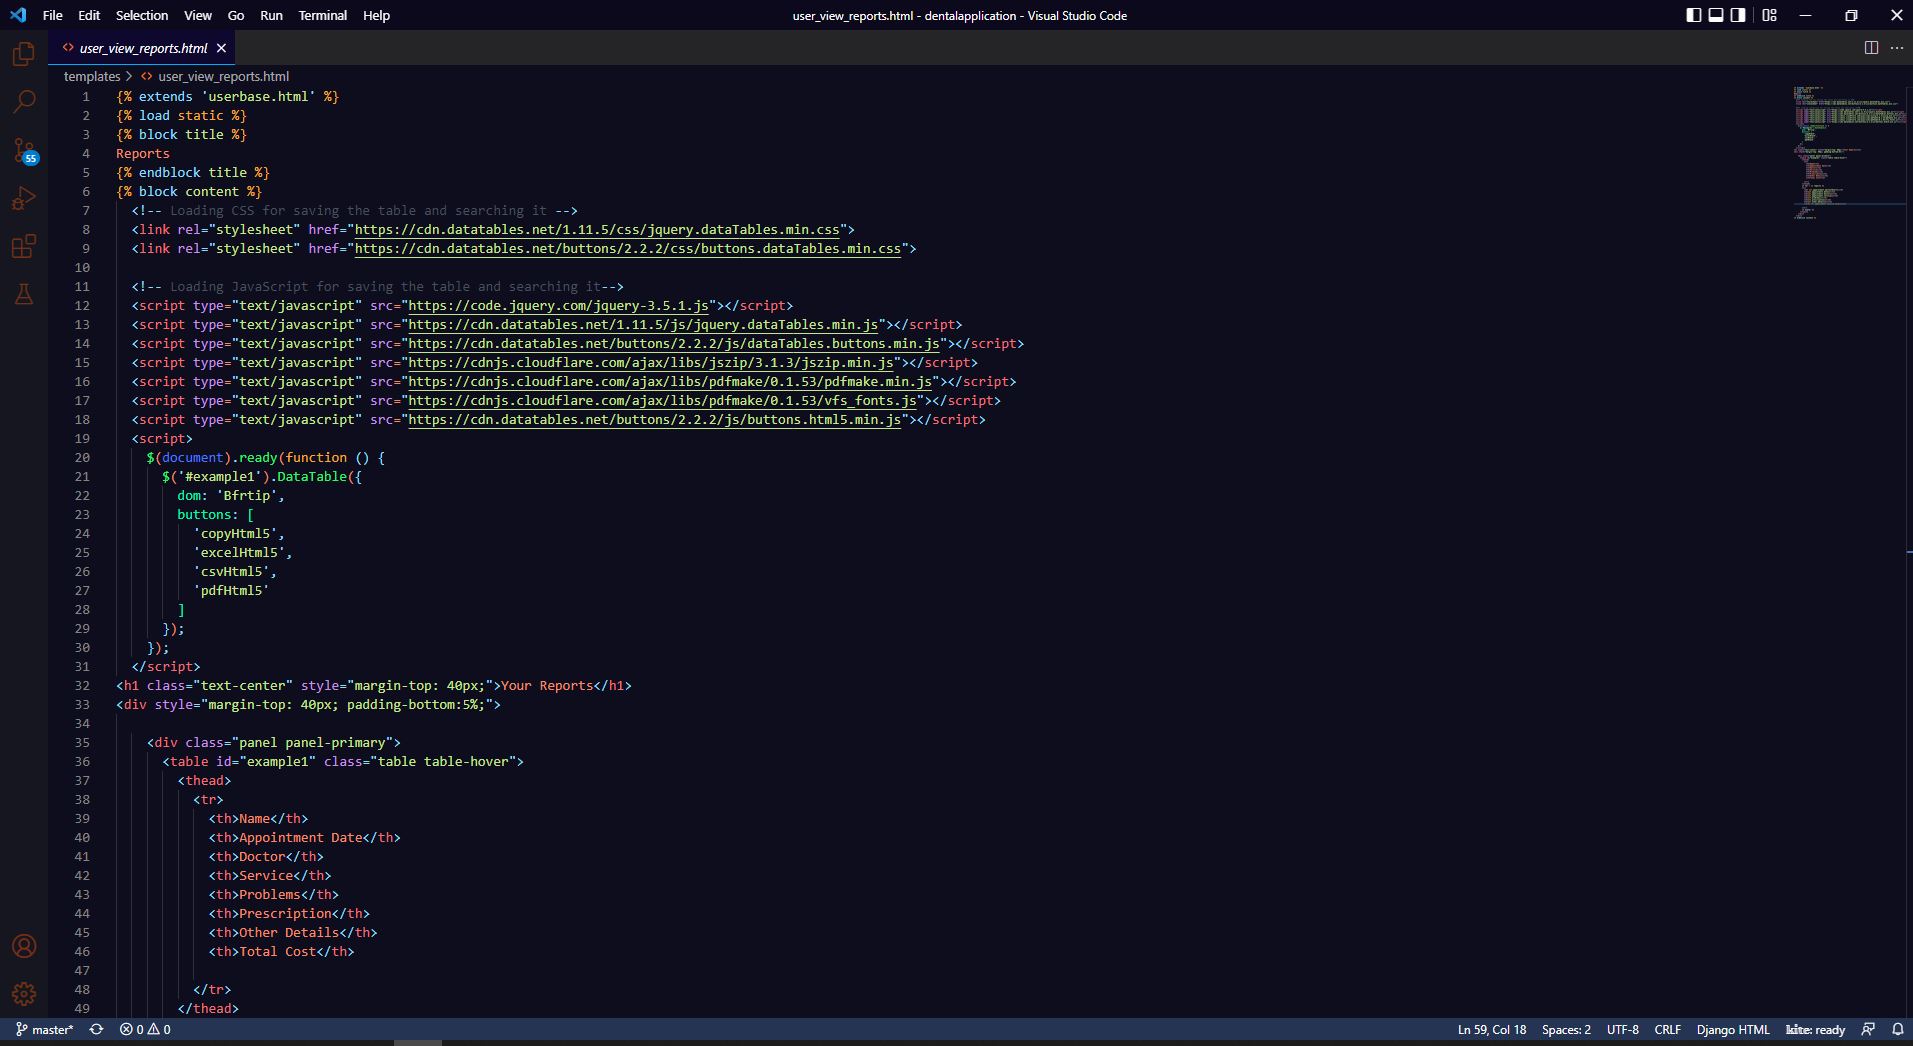 File Edit Selection View Go Run Terminal Help
user_view_reports.html - dentalapplication - Visual Studio Code
user_view_reports.html
templates > user_view_reports.html
55
1 {% extends 'userbase.html' %}
2 {% load static %}
3 {% block title %}
4 Reports
5 {% endblock title %}
6 {% block content %}
7 <!-- Loading CSS for saving the table and searching it -->
8 <link rel="stylesheet" href="https://cdn.datatables.net/1.11.5/css/jquery.dataTables.min.css">
9 <link rel="stylesheet" href="https://cdn.datatables.net/buttons/2.2.2/css/buttons.dataTables.min.css">
10
11 <!-- Loading JavaScript for saving the table and searching it-->
12 <script type="text/javascript" src="https://code.jquery.com/jquery-3.5.1.js"></script>
13 <script type="text/javascript" src="https://cdn.datatables.net/1.11.5/js/jquery.dataTables.min.js"></script>
14 <script type="text/javascript" src="https://cdn.datatables.net/buttons/2.2.2/js/dataTables.buttons.min.js"></script>
15 <script type="text/javascript" src="https://cdnjs.cloudflare.com/ajax/libs/jszip/3.1.3/jszip.min.js"></script>
16 <script type="text/javascript" src="https://cdnjs.cloudflare.com/ajax/libs/pdfmake/0.1.53/pdfmake.min.js"></script>
17 <script type="text/javascript" src="https://cdnjs.cloudflare.com/ajax/libs/pdfmake/0.1.53/vfs_fonts.js"></script>
18 <script type="text/javascript" src="https://cdn.datatables.net/buttons/2.2.2/js/buttons.html5.min.js"></script>
19 <script>
20 $(document).ready(function () {
21 $('#example1').DataTable({
22 dom: 'Bfrtip',
23 buttons: [
24 'copyHtml5',
25 'excelHtml5',
26 'csvHtml5',
27 'pdfHtml5'
28 ]
29 });
30 });
31 </script>
32 <h1 class="text-center" style="margin-top: 40px;">Your Reports</h1>
33 <div style="margin-top: 40px; padding-bottom:5%;">
34
35 <div class="panel panel-primary">
36 <table id="example1" class="table table-hover">
37 <thead>
38 <tr>
39 <th>Name</th>
40 <th>Appointment Date</th>
41 <th>Doctor</th>
42 <th>Service</th>
43 <th>Problems</th>
44 <th>Prescription</th>
45 <th>Other Details</th>
46 <th>Total Cost</th>
47
48 </tr>
49 </thead>
master* 0 0 Ln 59, Col 18 Spaces: 2 UTF-8 CRLF Django HTML kite: ready